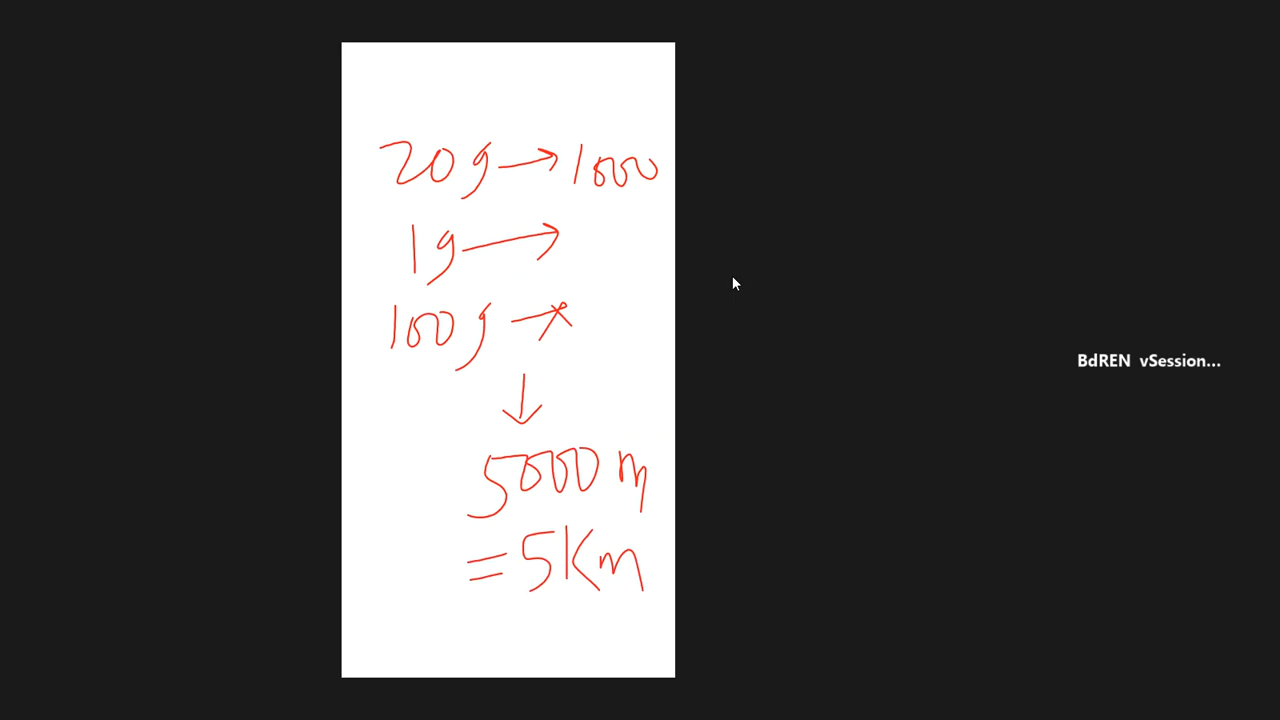 20g → 1000
1g →
100g →
↓
5000 m
= 5Km
BdREN vSession...